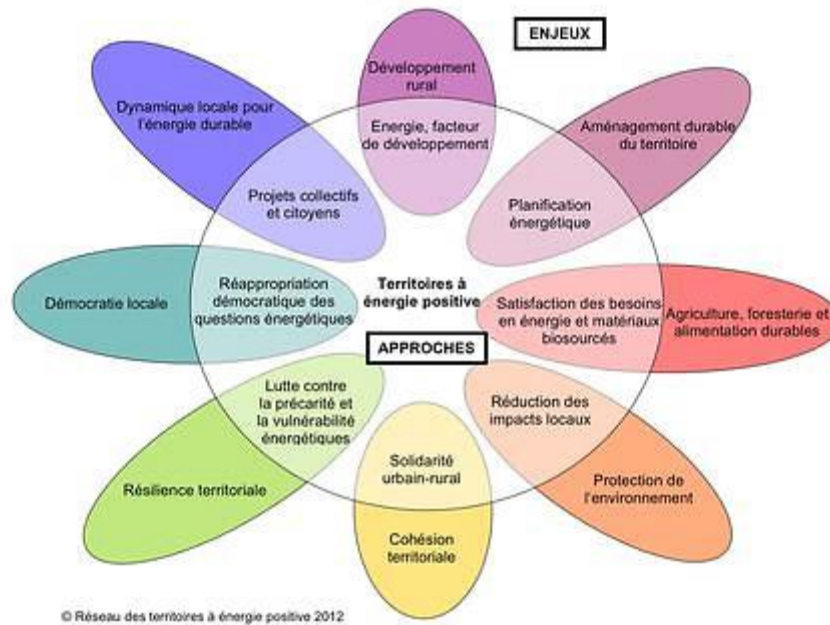 ENJEUX
Développement
rural
Energie, facteur
de développement
Dynamique locale pour
l'énergie durable
Projets collectifs
et citoyens
Aménagement durable
du territoire
Planification
énergétique
Démocratie locale
Réappropriation
démocratique des
questions énergétiques
Territoires à
énergie positive
APPROCHES
Satisfaction des besoins
en énergie et matériaux
biosourcés
Agriculture, foresterie et
alimentation durables
Lutte contre
la précarité et
la vulnérabilité
énergétiques
Résilience territoriale
Solidarité
urbain-rural
Cohésion
territoriale
Réduction des
impacts locaux
Protection de
l'environnement
© Réseau des territoires à énergie positive 2012